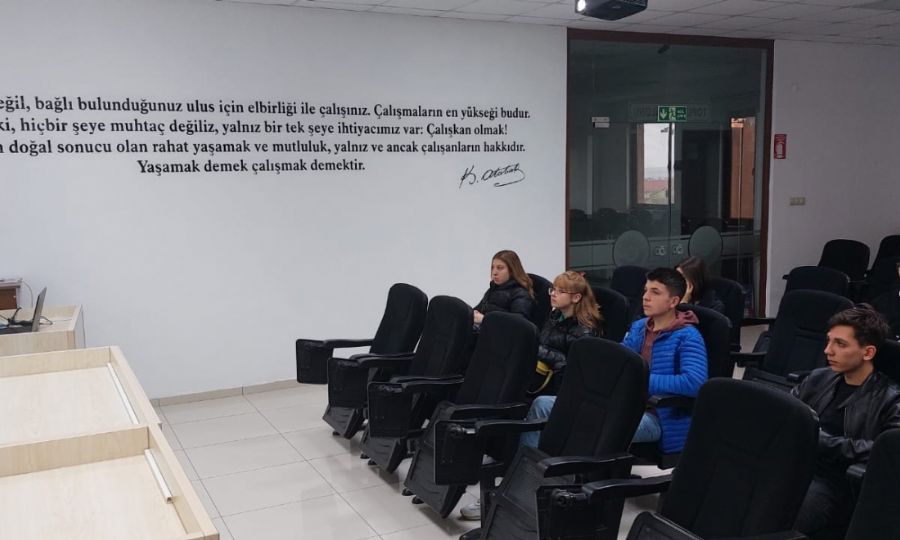 eğil, bağlı bulunduğunuz ulus için elbirliği ile çalışınız. Çalışmaların en yükseği budur.
ki, hiçbir şeye muhtaç değiliz, yalnız bir tek şeye ihtiyacımız var: Çalışkan olmak!
n doğal sonucu olan rahat yaşamak ve mutluluk, yalnız ve ancak çalışanların hakkıdır.
Yaşamak demek çalışmak demektir.
K. Atatürk